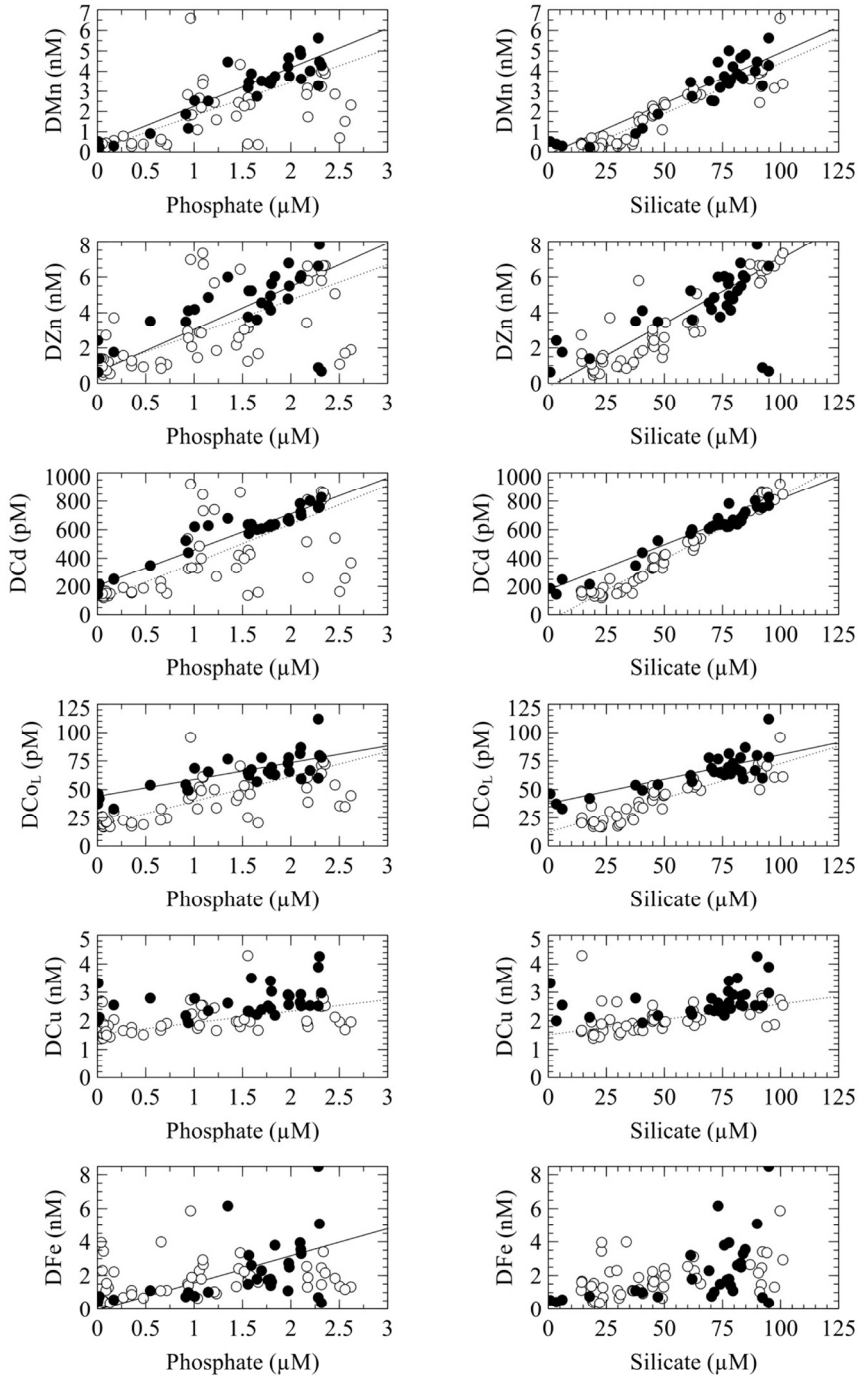 7
6
5
4
3
2
1
0
DMn (nM)
0 0.5 1 1.5 2 2.5 3
Phosphate (µM)
7
6
5
4
3
2
1
0
DMn (nM)
0 25 50 75 100 125
Silicate (µM)
8
6
4
2
0
DZn (nM)
0 0.5 1 1.5 2 2.5 3
Phosphate (µM)
8
6
4
2
0
DZn (nM)
0 25 50 75 100 125
Silicate (µM)
1000
800
600
400
200
0
DCd (pM)
0 0.5 1 1.5 2 2.5 3
Phosphate (µM)
1000
800
600
400
200
0
DCd (pM)
0 25 50 75 100 125
Silicate (µM)
125
100
75
50
25
0
DCo_L (pM)
0 0.5 1 1.5 2 2.5 3
Phosphate (µM)
125
100
75
50
25
0
DCo_L (pM)
0 25 50 75 100 125
Silicate (µM)
5
4
3
2
1
0
DCu (nM)
0 0.5 1 1.5 2 2.5 3
Phosphate (µM)
5
4
3
2
1
0
DCu (nM)
0 25 50 75 100 125
Silicate (µM)
8
6
4
2
0
DFe (nM)
0 0.5 1 1.5 2 2.5 3
Phosphate (µM)
8
6
4
2
0
DFe (nM)
0 25 50 75 100 125
Silicate (µM)